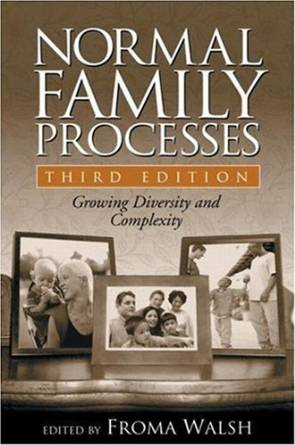 NORMAL
FAMILY
PROCESSES
THIRD EDITION
Growing Diversity and
Complexity
EDITED BY FROMA WALSH